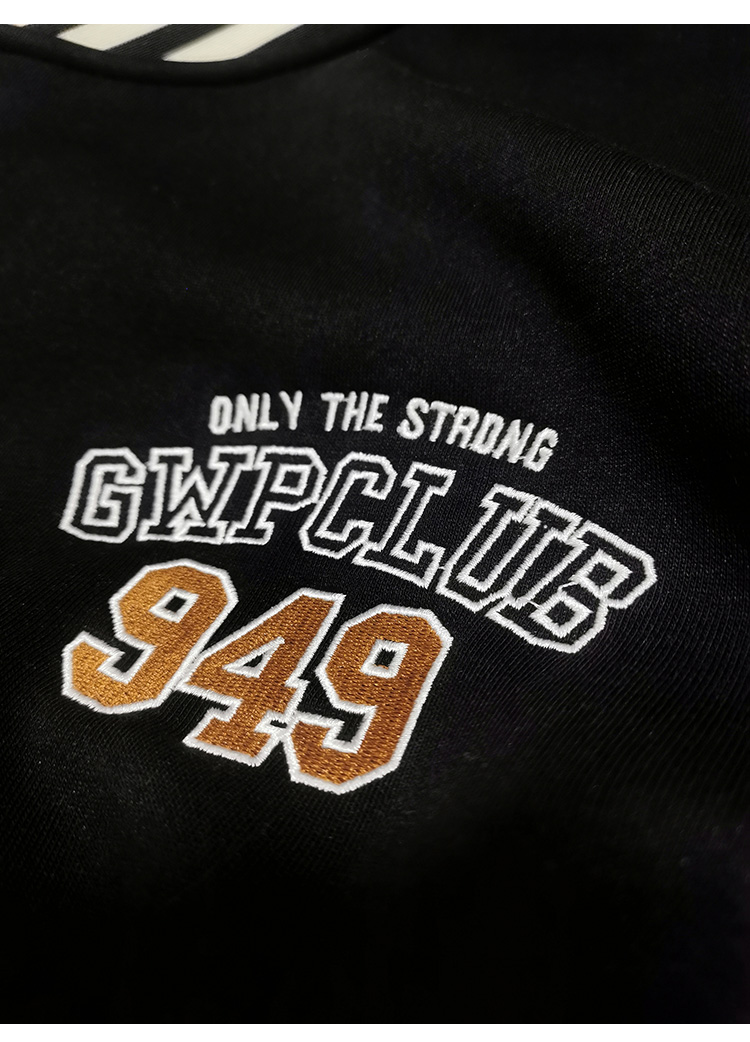 ONLY THE STRONG
GWPCLUB
949